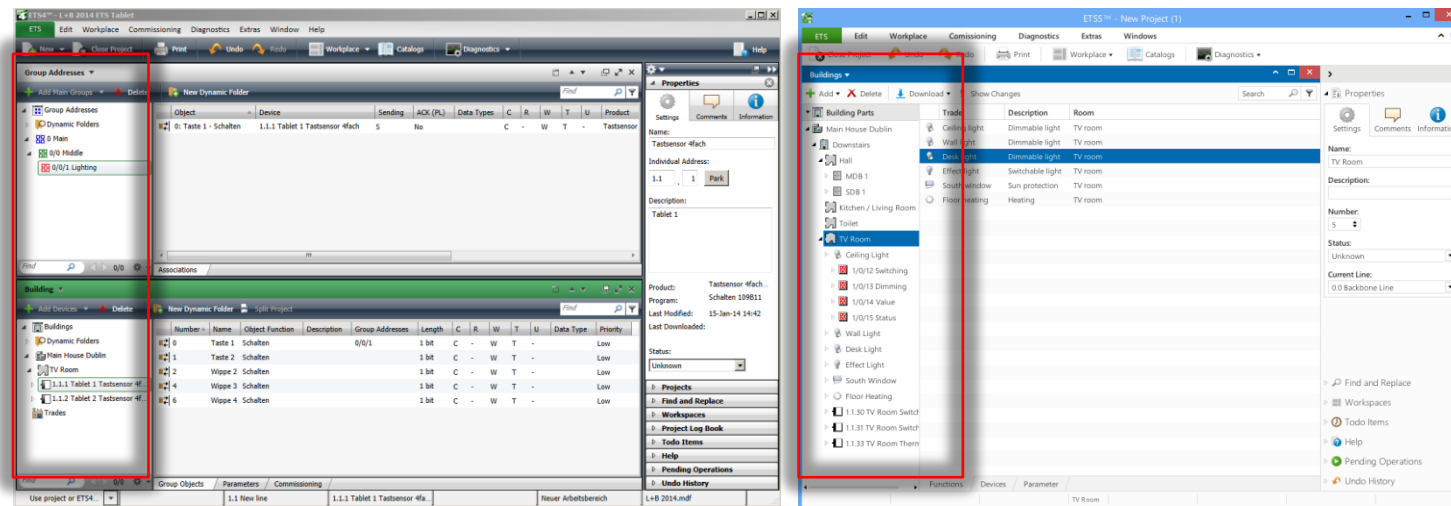 ETS4™ - L+B 2014 ETS Tablet
ETS Edit Workplace Commissioning Diagnostics Extras Window Help
New Close Project Print Undo Redo Workplace Catalogs Diagnostics Help
Group Addresses
Add Main Groups Delete New Dynamic Folder Find
Group Addresses
Dynamic Folders
0 Main
0/0 Middle
0/0/1 Lighting
Object Device Sending ACK (PL) Data Types C R W T U Product
0: Taste 1 - Schalten 1.1.1 Tablet 1 Tastsensor 4fach S No C - W T - Tastsensor
Find 0/0 Associations
Building
Add Devices Delete New Dynamic Folder Split Project Find
Buildings
Dynamic Folders
Main House Dublin
TV Room
1.1.1 Tablet 1 Tastsensor 4f...
1.1.2 Tablet 2 Tastsensor 4f...
Trades
Number Name Object Function Description Group Addresses Length C R W T U Data Type Priority
0 Taste 1 Schalten 0/0/1 1 bit C - W T - Low
1 Taste 2 Schalten 1 bit C - W T - Low
2 Wippe 2 Schalten 1 bit C - W T - Low
4 Wippe 3 Schalten 1 bit C - W T - Low
6 Wippe 4 Schalten 1 bit C - W T - Low
Find 0/0 Group Objects Parameters Commissioning
Use project or ETS4... 1.1 New line 1.1.1 Tablet 1 Tastsensor 4fa... Neuer Arbeitsbereich L+B 2014.mdf
Properties
Settings Comments Information
Name:
Tastsensor 4fach
Individual Address:
1.1 . 1 Park
Description:
Tablet 1
Product: Tastsensor 4fach...
Program: Schalten 109B11
Last Modified: 15-Jan-14 14:42
Last Downloaded:
Status:
Unknown
Projects
Find and Replace
Workspaces
Project Log Book
Todo Items
Help
Pending Operations
Undo History
ETS5™ - New Project (1)
ETS Edit Workplace Comissioning Diagnostics Extras Windows
Close Project Undo Redo Print Workplace Catalogs Diagnostics
Buildings
Add Delete Download Show Changes Search
Building Parts
Main House Dublin
Downstairs
Hall
MDB 1
SDB 1
Kitchen / Living Room
Toilet
TV Room
Ceiling Light
1/0/12 Switching
1/0/13 Dimming
1/0/14 Value
1/0/15 Status
Wall Light
Desk Light
Effect Light
South Window
Floor Heating
1.1.30 TV Room Switch
1.1.31 TV Room Switch
1.1.33 TV Room Therm
Trade Description Room
Ceiling light Dimmable light TV room
Wall light Dimmable light TV room
Desk light Dimmable light TV room
Effect light Switchable light TV room
South window Sun protection TV room
Floor heating Heating TV room
Functions Devices Parameter
TV Room
Properties
Settings Comments Informatio
Name:
TV Room
Description:
Number:
5
Status:
Unknown
Current Line:
0.0 Backbone Line
Find and Replace
Workspaces
Todo Items
Help
Pending Operations
Undo History